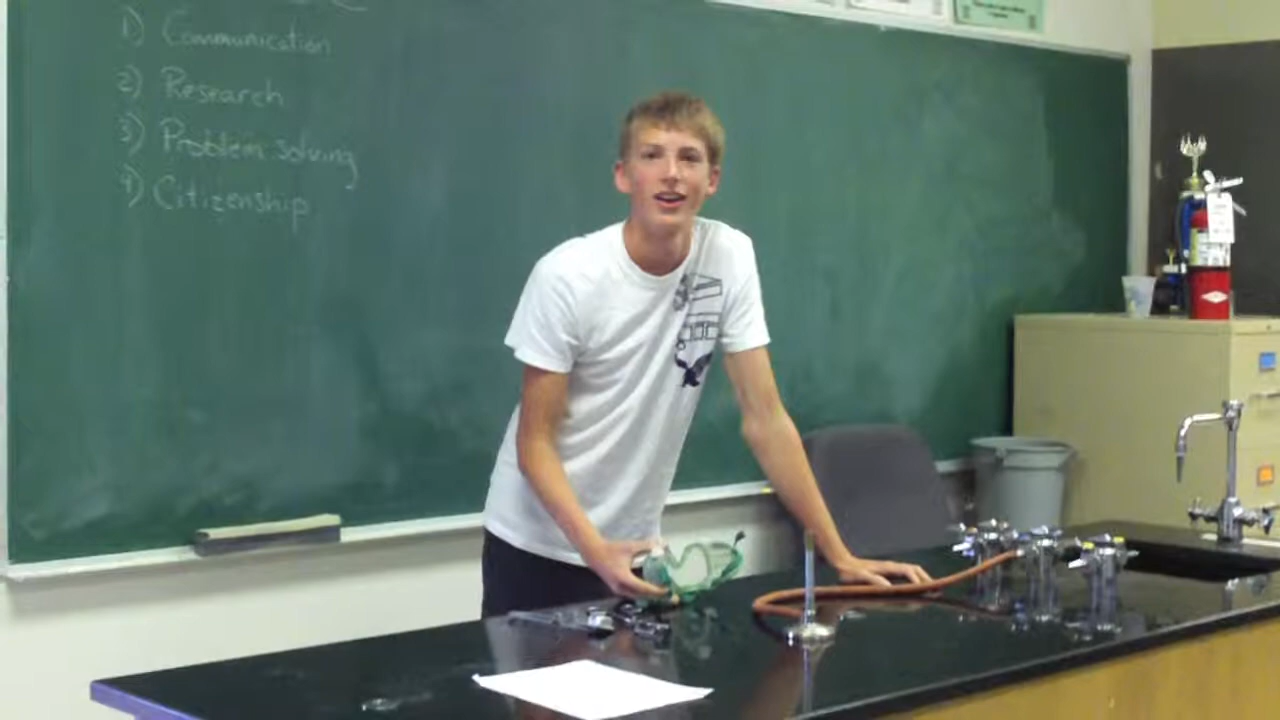 1) Communication
2) Research
3) Problem solving
4) Citizenship